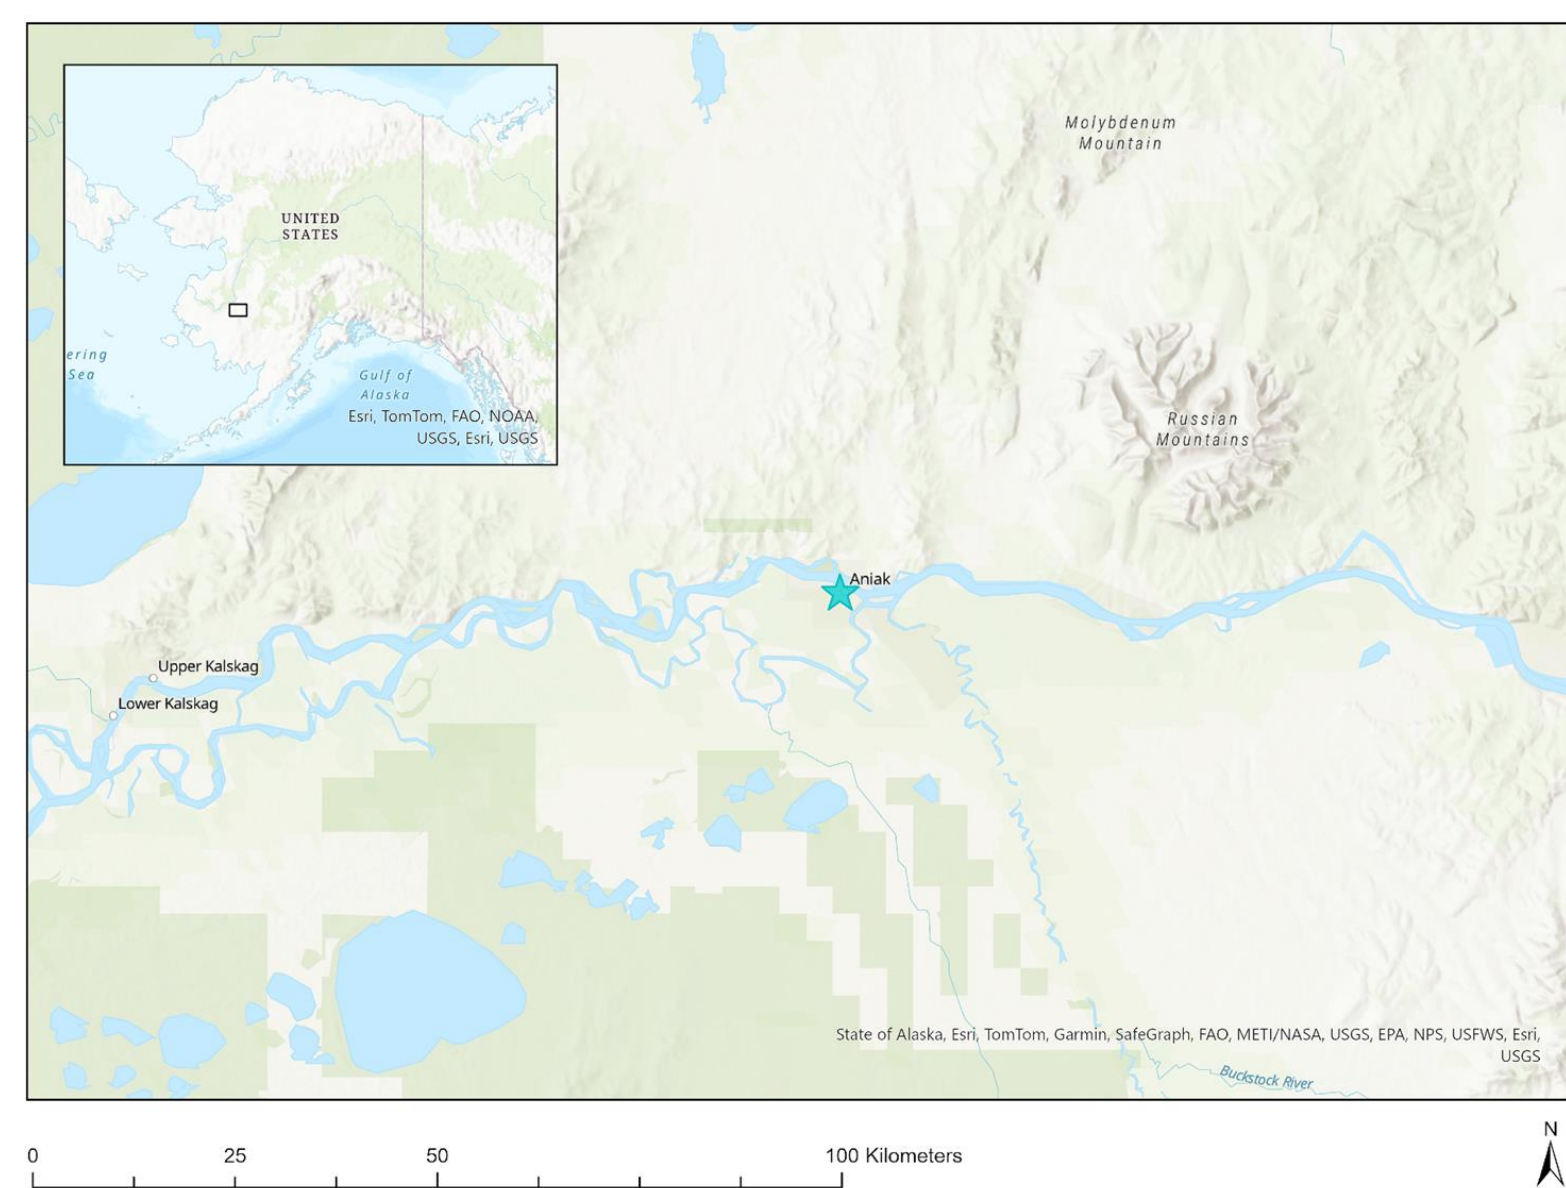 Molybdenum
Mountain
UNITED
STATES
ering
Sea
Gulf of
Alaska
Esri, TomTom, FAO, NOAA,
USGS, Esri, USGS
Russian
Mountains
Aniak
Upper Kalskag
Lower Kalskag
State of Alaska, Esri, TomTom, Garmin, SafeGraph, FAO, METI/NASA, USGS, EPA, NPS, USFWS, Esri,
USGS
Buckstock River
N
0 25 50 100 Kilometers